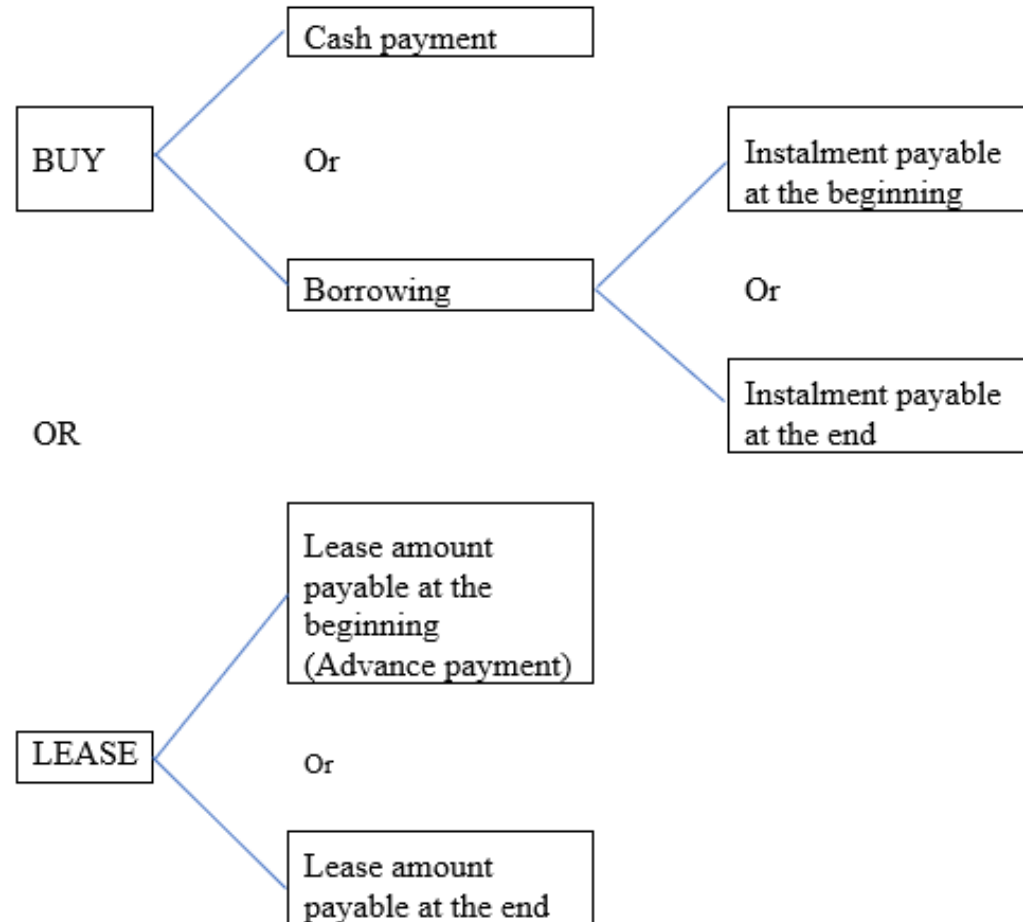 Cash payment
BUY
Or
Instalment payable
at the beginning
Borrowing
Or
Instalment payable
at the end
OR
Lease amount
payable at the
beginning
(Advance payment)
LEASE
Or
Lease amount
payable at the end